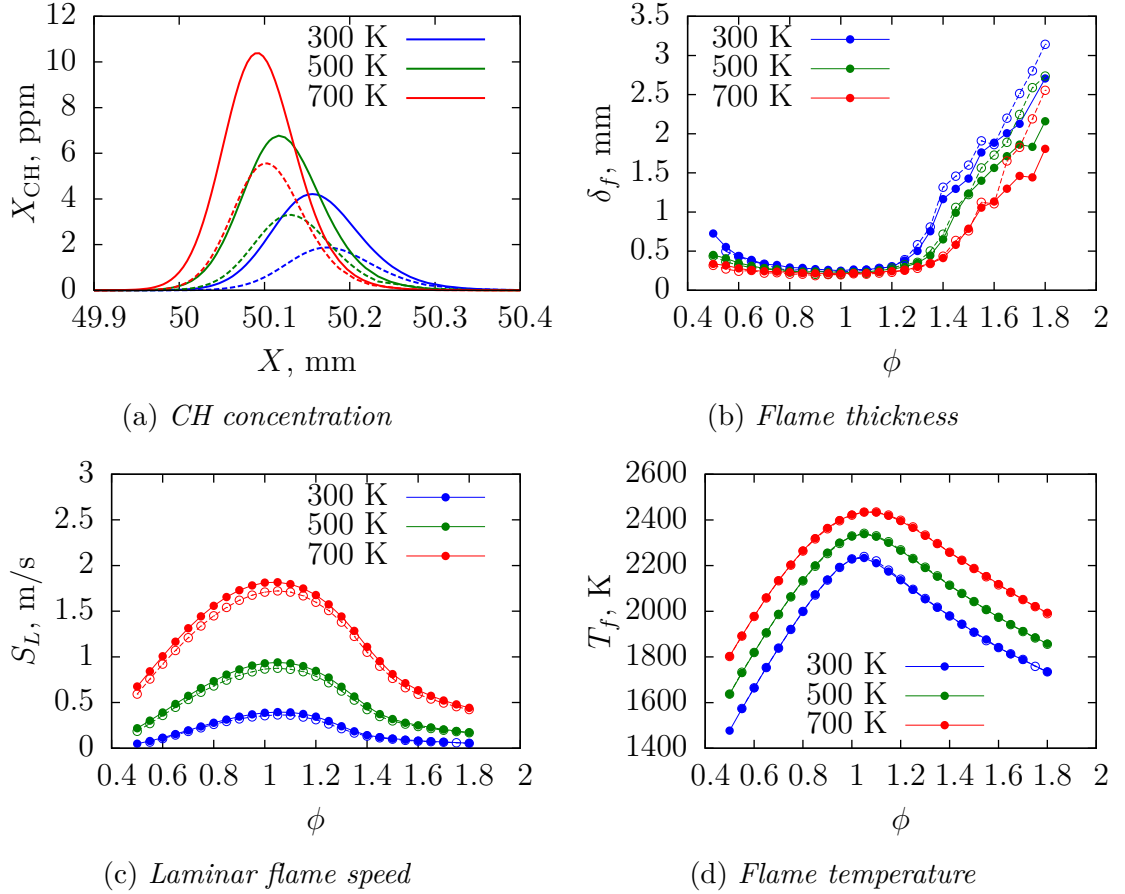 12
10
8
6
4
2
0
X_CH, ppm
300 K
500 K
700 K
49.9 50 50.1 50.2 50.3 50.4
X, mm
(a) CH concentration
3.5
3
2.5
2
1.5
1
0.5
0
δ_f, mm
300 K
500 K
700 K
0.4 0.6 0.8 1 1.2 1.4 1.6 1.8 2
ϕ
(b) Flame thickness
3
2.5
2
1.5
1
0.5
0
S_L, m/s
300 K
500 K
700 K
0.4 0.6 0.8 1 1.2 1.4 1.6 1.8 2
ϕ
(c) Laminar flame speed
2600
2400
2200
2000
1800
1600
1400
T_f, K
300 K
500 K
700 K
0.4 0.6 0.8 1 1.2 1.4 1.6 1.8 2
ϕ
(d) Flame temperature